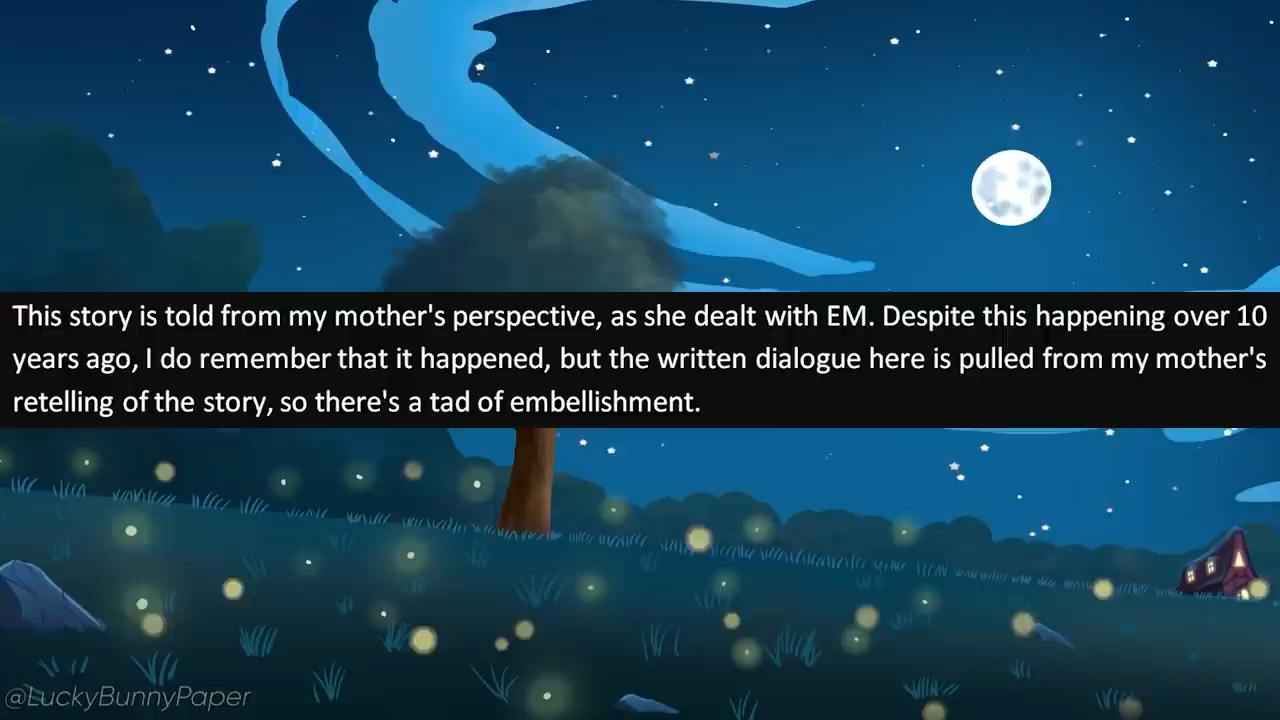 This story is told from my mother's perspective, as she dealt with EM. Despite this happening over 10
years ago, I do remember that it happened, but the written dialogue here is pulled from my mother's
retelling of the story, so there's a tad of embellishment.
@LuckyBunnyPaper